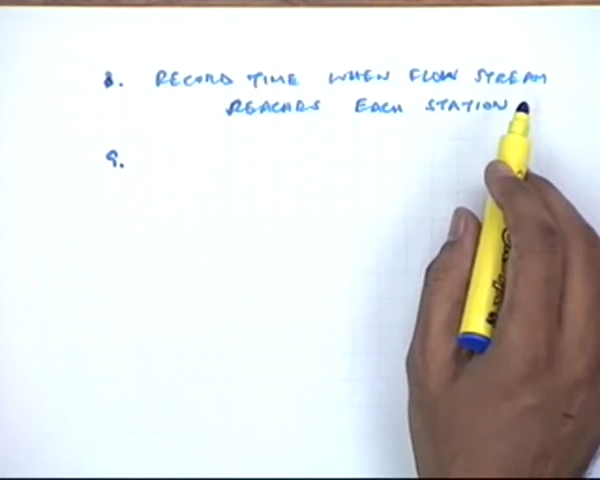 8. RECORD TIME WHEN FLOW STREAM
REACHES EACH STATION
9.